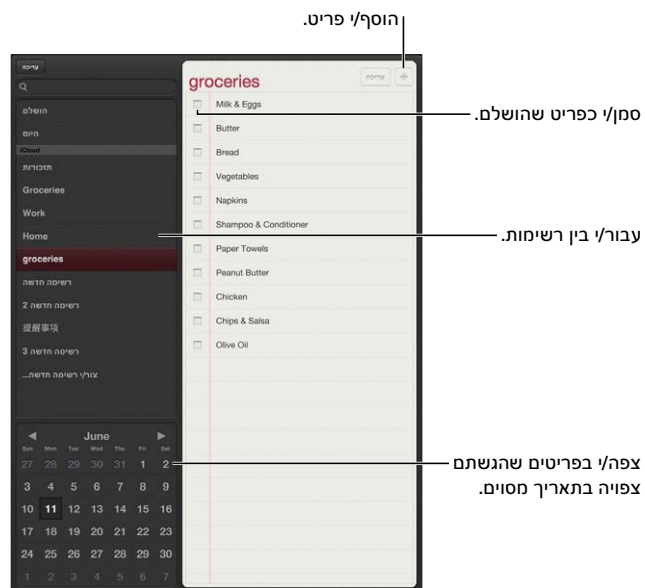 הוסף/י פריט.
עריכה
groceries
עריכה
הושלם
היום
iCloud
תזכורות
Groceries
Work
Home
groceries
רשימה חדשה
רשימה חדשה 2
提醒事项
רשימה חדשה 3
צור/י רשימה חדשה...
Milk & Eggs
Butter
Bread
Vegetables
Napkins
Shampoo & Conditioner
Paper Towels
Peanut Butter
Chicken
Chips & Salsa
Olive Oil
סמן/י כפריט שהושלם.
עבור/י בין רשימות.
צפה/י בפריטים שהגשתם
צפויה בתאריך מסוים.
June
Sun Mon Tue Wed Thu Fri Sat
27 28 29 30 31 1 2
3 4 5 6 7 8 9
10 11 12 13 14 15 16
17 18 19 20 21 22 23
24 25 26 27 28 29 30
1 2 3 4 5 6 7